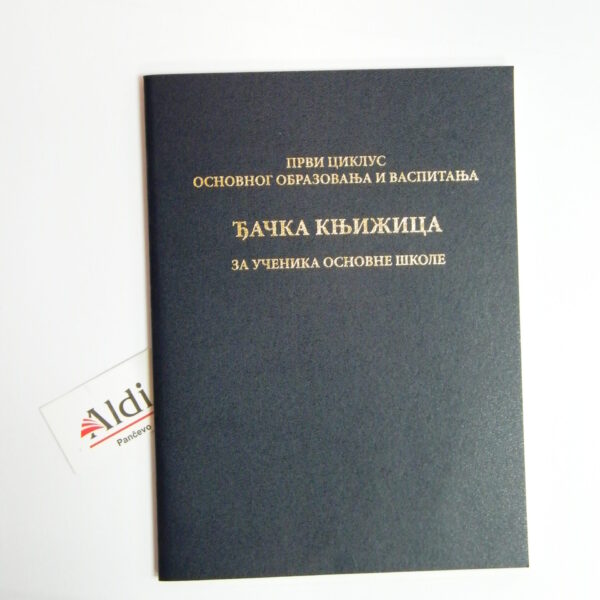 ПРВИ ЦИКЛУС
ОСНОВНОГ ОБРАЗОВАЊА И ВАСПИТАЊА
ЂАЧКА КЊИЖИЦА
ЗА УЧЕНИКА ОСНОВНЕ ШКОЛЕ
Aldi
Pančevo